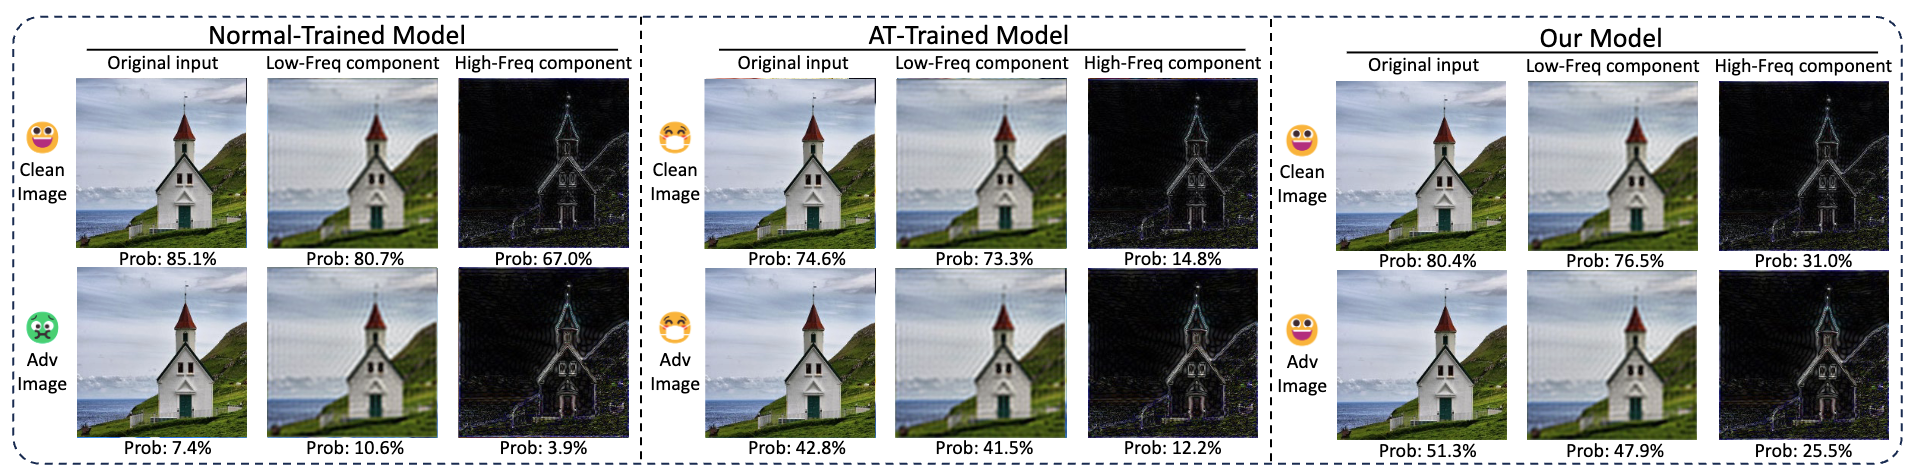 Normal-Trained Model
Original input
Low-Freq component
High-Freq component
Clean
Image
Prob: 85.1%
Prob: 80.7%
Prob: 67.0%
Adv
Image
Prob: 7.4%
Prob: 10.6%
Prob: 3.9%
AT-Trained Model
Original input
Low-Freq component
High-Freq component
Clean
Image
Prob: 74.6%
Prob: 73.3%
Prob: 14.8%
Adv
Image
Prob: 42.8%
Prob: 41.5%
Prob: 12.2%
Our Model
Original input
Low-Freq component
High-Freq component
Clean
Image
Prob: 80.4%
Prob: 76.5%
Prob: 31.0%
Adv
Image
Prob: 51.3%
Prob: 47.9%
Prob: 25.5%